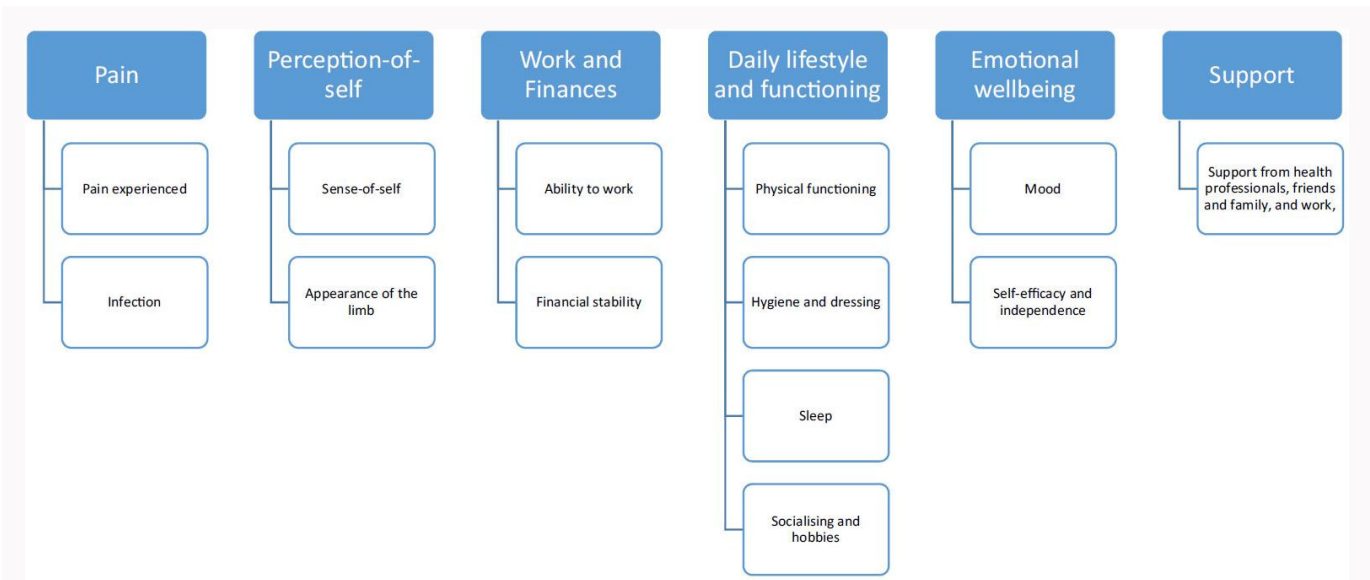 Pain
Pain experienced
Infection
Perception-of-
self
Sense-of-self
Appearance of the
limb
Work and
Finances
Ability to work
Financial stability
Daily lifestyle
and functioning
Physical functioning
Hygiene and dressing
Sleep
Socialising and
hobbies
Emotional
wellbeing
Mood
Self-efficacy and
independence
Support
Support from health
professionals, friends
and family, and work,